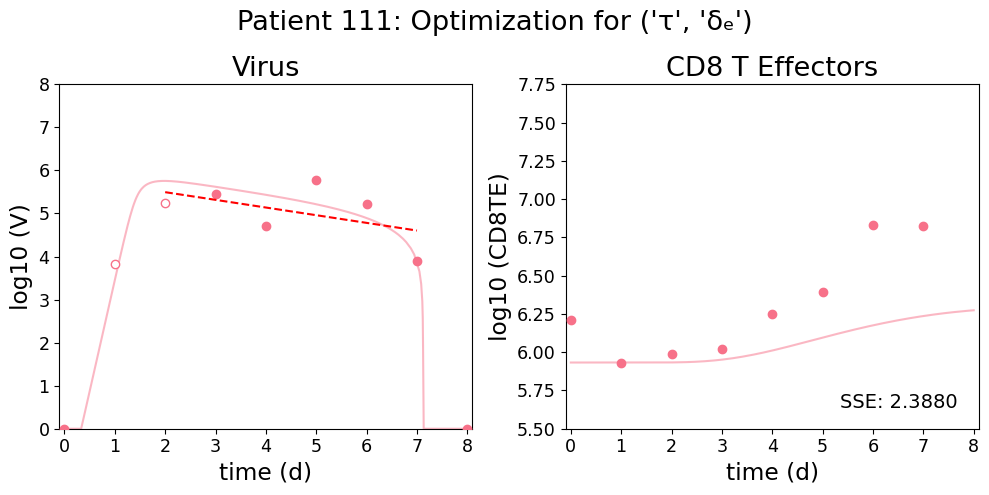 Patient 111: Optimization for ('τ', 'δₑ')
Virus
CD8 T Effectors
log10 (V)
8
7
6
5
4
3
2
1
0
0 1 2 3 4 5 6 7 8
time (d)
log10 (CD8TE)
7.75
7.50
7.25
7.00
6.75
6.50
6.25
6.00
5.75
5.50
SSE: 2.3880
0 1 2 3 4 5 6 7 8
time (d)